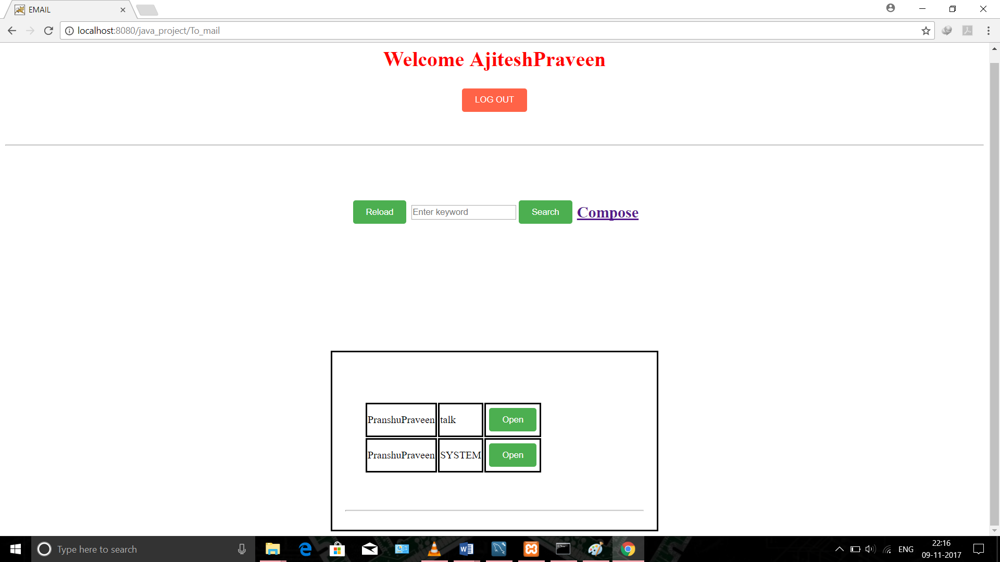 EMAIL
localhost:8080/java_project/To_mail
Welcome AjiteshPraveen
LOG OUT
Reload Enter keyword Search Compose
PranshuPraveen talk Open
PranshuPraveen SYSTEM Open
Type here to search
ENG
22:16
09-11-2017